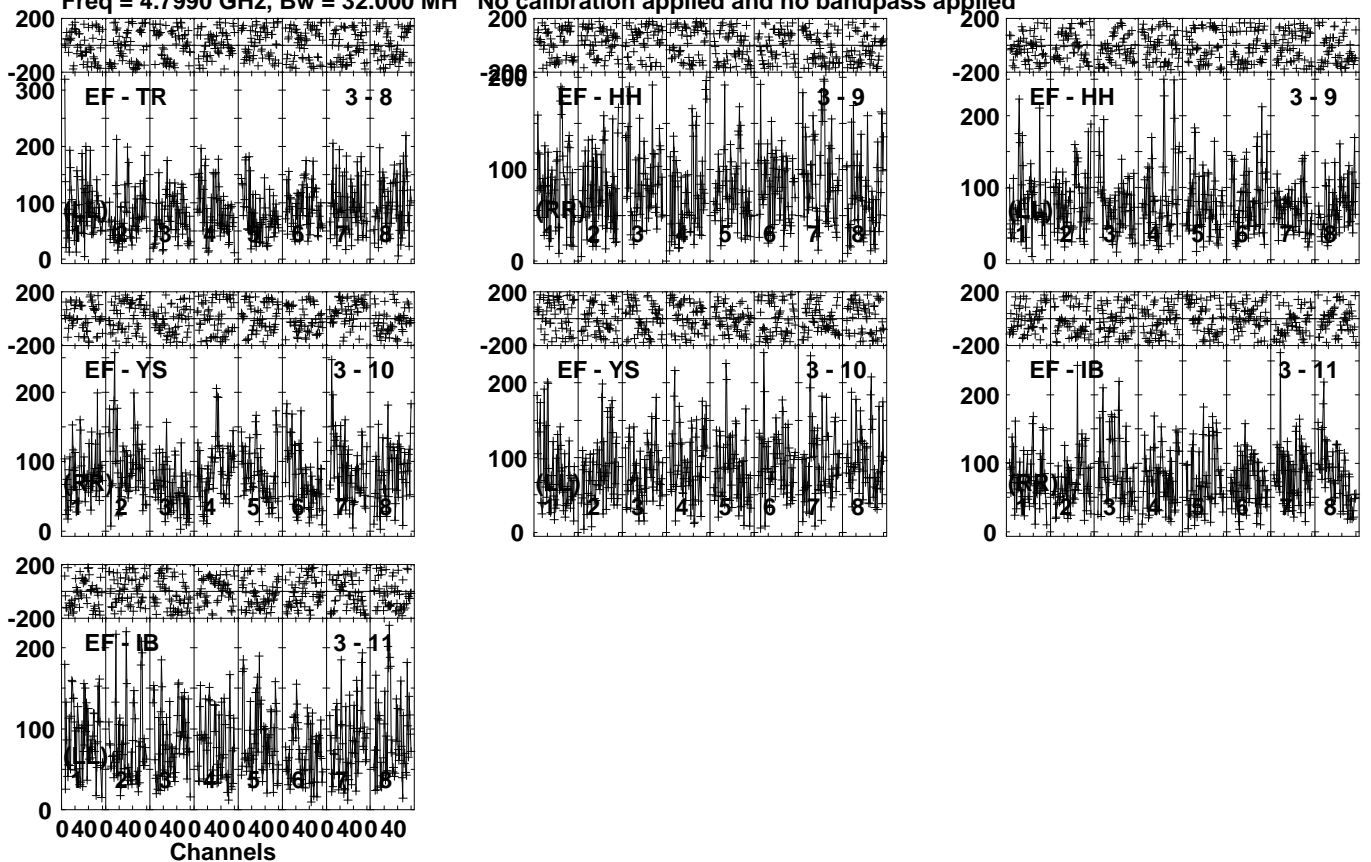 Freq = 4.7990 GHz, Bw = 32.000 MH No calibration applied and no bandpass applied
200
-200
300
200
100
0
EF - TR 3 - 8
(LL)
1 2 3 4 5 6 7 8
200
-200
200
100
0
EF - HH 3 - 9
(RR)
1 2 3 4 5 6 7 8
200
-200
200
100
0
EF - HH 3 - 9
(LL)
1 2 3 4 5 6 7 8
200
-200
200
100
0
EF - YS 3 - 10
(RR)
1 2 3 4 5 6 7 8
200
-200
200
100
0
EF - YS 3 - 10
(LL)
1 2 3 4 5 6 7 8
200
-200
200
100
0
EF - IB 3 - 11
(RR)
1 2 3 4 5 6 7 8
200
-200
200
100
0
EF - IB 3 - 11
(LL)
1 2 3 4 5 6 7 8
0 40 0 40 0 40 0 40 0 40 0 40 0 40 0 40
Channels